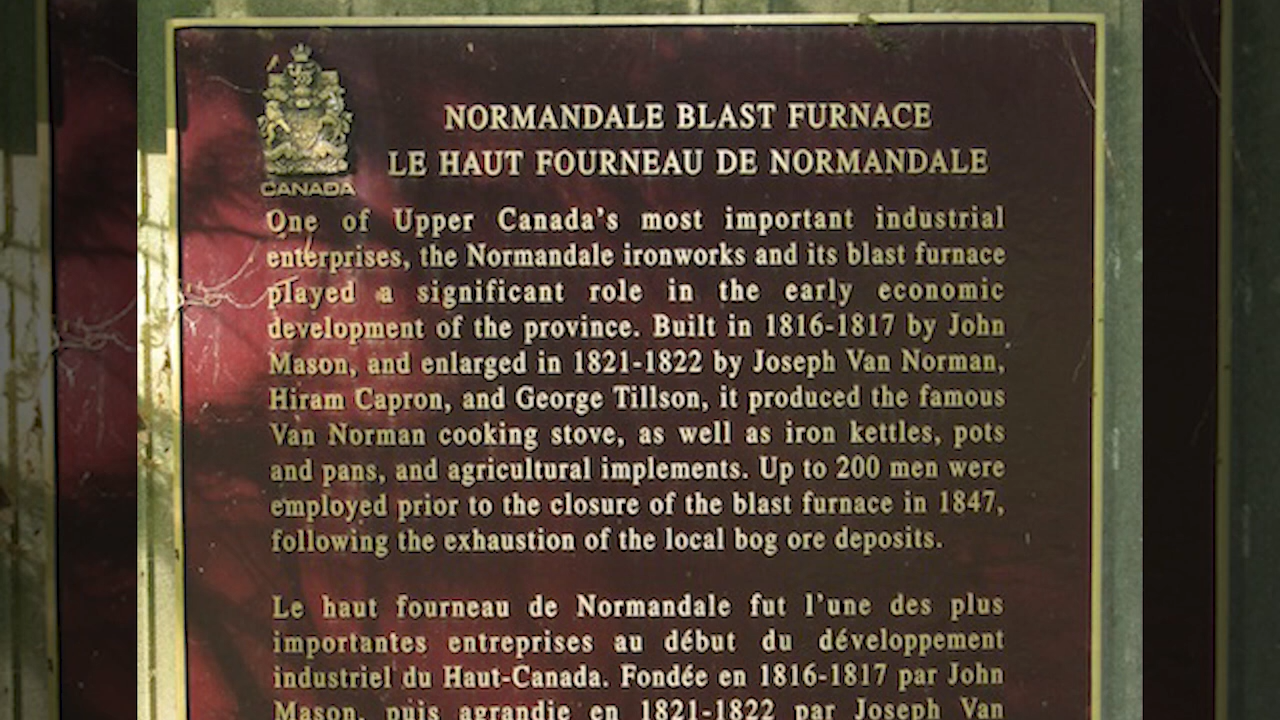 CANADA
NORMANDALE BLAST FURNACE
LE HAUT FOURNEAU DE NORMANDALE
One of Upper Canada's most important industrial
enterprises, the Normandale ironworks and its blast furnace
played a significant role in the early economic
development of the province. Built in 1816-1817 by John
Mason, and enlarged in 1821-1822 by Joseph Van Norman,
Hiram Capron, and George Tillson, it produced the famous
Van Norman cooking stove, as well as iron kettles, pots
and pans, and agricultural implements. Up to 200 men were
employed prior to the closure of the blast furnace in 1847,
following the exhaustion of the local bog ore deposits.
Le haut fourneau de Normandale fut l'une des plus
importantes entreprises au début du développement
industriel du Haut-Canada. Fondée en 1816-1817 par John
Mason, puis agrandie en 1821-1822 par Joseph Van